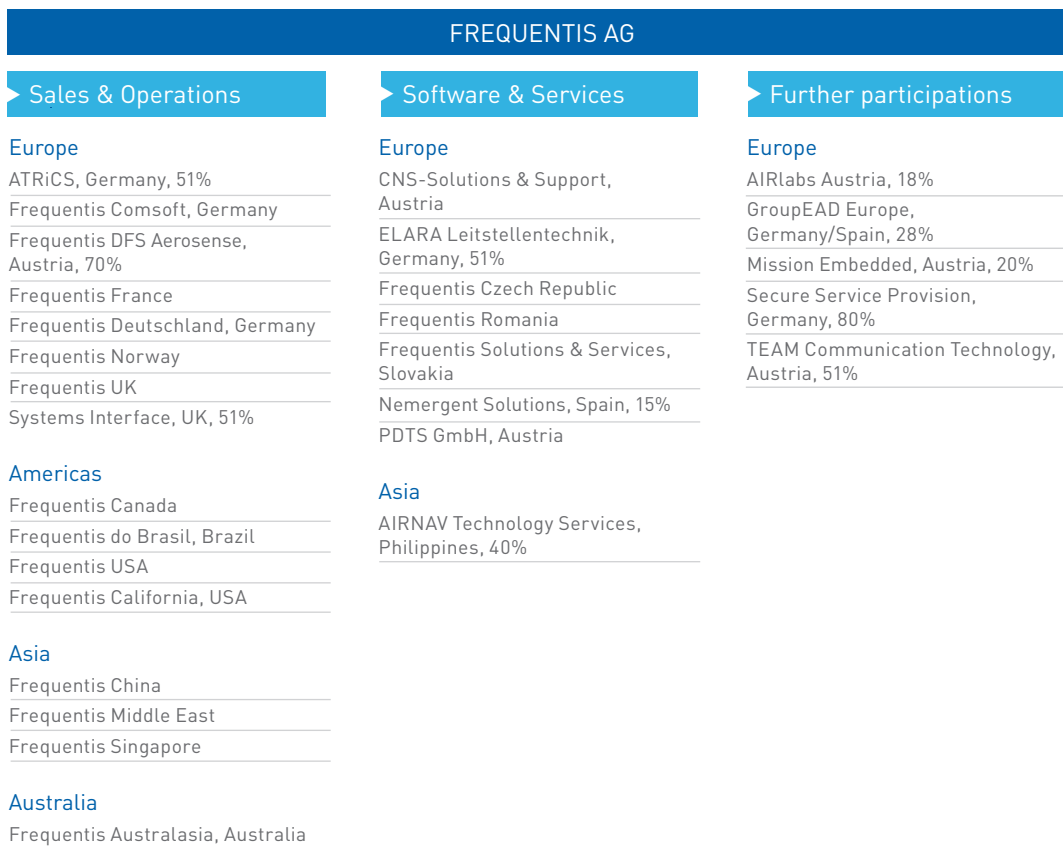 FREQUENTIS AG
Sales & Operations
Europe
ATRiCS, Germany, 51%
Frequentis Comsoft, Germany
Frequentis DFS Aerosense,
Austria, 70%
Frequentis France
Frequentis Deutschland, Germany
Frequentis Norway
Frequentis UK
Systems Interface, UK, 51%
Americas
Frequentis Canada
Frequentis do Brasil, Brazil
Frequentis USA
Frequentis California, USA
Asia
Frequentis China
Frequentis Middle East
Frequentis Singapore
Australia
Frequentis Australasia, Australia
Software & Services
Europe
CNS-Solutions & Support,
Austria
ELARA Leitstellentechnik,
Germany, 51%
Frequentis Czech Republic
Frequentis Romania
Frequentis Solutions & Services,
Slovakia
Nemergent Solutions, Spain, 15%
PDTS GmbH, Austria
Asia
AIRNAV Technology Services,
Philippines, 40%
Further participations
Europe
AIRlabs Austria, 18%
GroupEAD Europe,
Germany/Spain, 28%
Mission Embedded, Austria, 20%
Secure Service Provision,
Germany, 80%
TEAM Communication Technology,
Austria, 51%